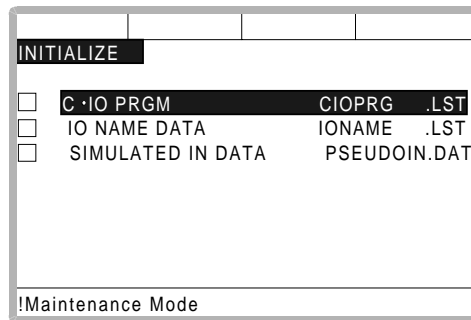 INITIALIZE
C・IO PRGM CIOPRG .LST
IO NAME DATA IONAME .LST
SIMULATED IN DATA PSEUDOIN.DAT
!Maintenance Mode